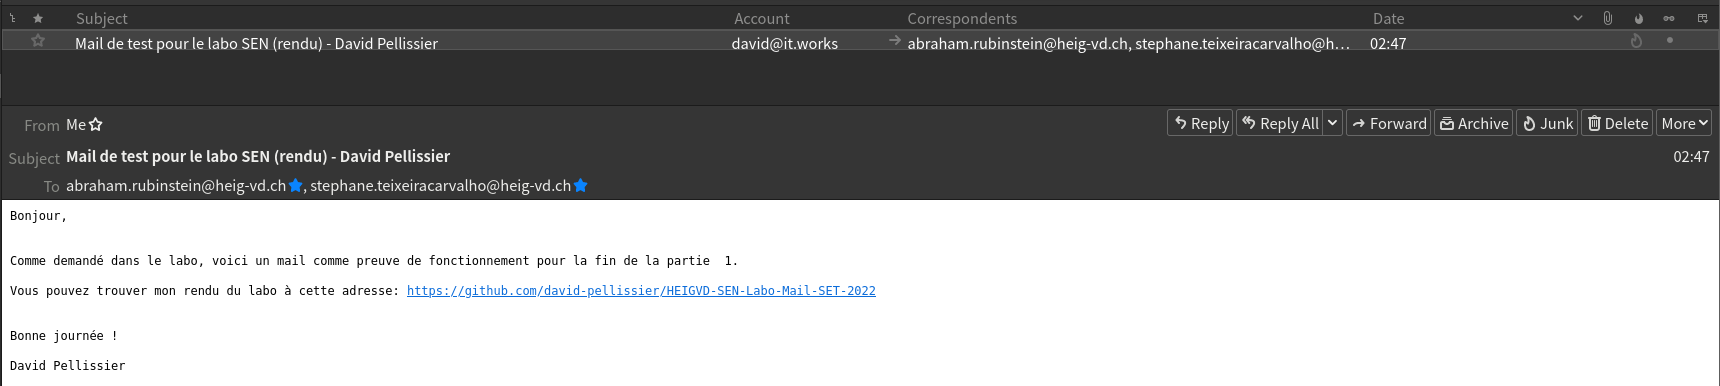 Subject Account Correspondents Date
Mail de test pour le labo SEN (rendu) - David Pellissier david@it.works abraham.rubinstein@heig-vd.ch, stephane.teixeiracarvalho@h... 02:47
From Me Reply Reply All Forward Archive Junk Delete More
Subject Mail de test pour le labo SEN (rendu) - David Pellissier 02:47
To abraham.rubinstein@heig-vd.ch, stephane.teixeiracarvalho@heig-vd.ch
Bonjour,
Comme demandé dans le labo, voici un mail comme preuve de fonctionnement pour la fin de la partie  1.
Vous pouvez trouver mon rendu du labo à cette adresse: https://github.com/david-pellissier/HEIGVD-SEN-Labo-Mail-SET-2022
Bonne journée !
David Pellissier